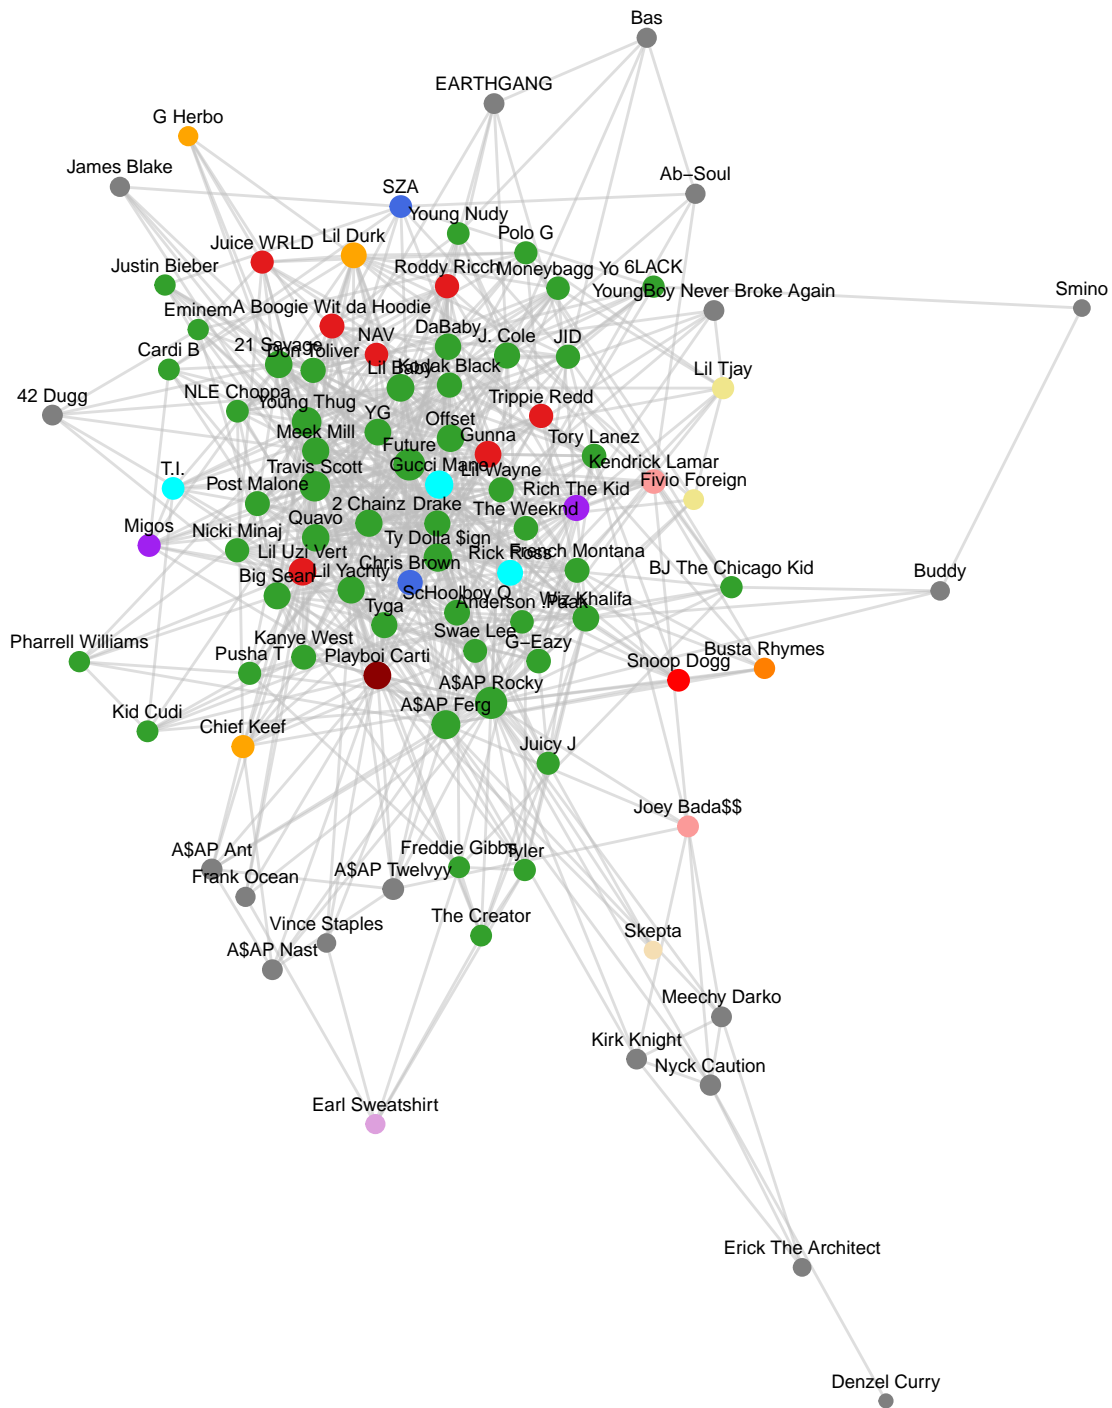 Bas
EARTHGANG
G Herbo
James Blake
Ab−Soul
SZA
Young Nudy
Polo G
Juice WRLD
Lil Durk
Justin Bieber
Roddy Ricch
Moneybagg Yo
6LACK
YoungBoy Never Broke Again
Smino
Eminem
A Boogie Wit da Hoodie
NAV
DaBaby
J. Cole
JID
Cardi B
21 Savage
Don Toliver
Lil Baby
Kodak Black
Lil Tjay
42 Dugg
NLE Choppa
Young Thug
YG
Trippie Redd
Meek Mill
Offset
Gunna
Tory Lanez
Future
T.I.
Travis Scott
Gucci Mane
Lil Wayne
Kendrick Lamar
Fivio Foreign
Post Malone
Rich The Kid
2 Chainz
Drake
The Weeknd
Migos
Nicki Minaj
Quavo
Ty Dolla $ign
Lil Uzi Vert
Rick Ross
French Montana
Big Sean
Lil Yachty
Chris Brown
BJ The Chicago Kid
Buddy
ScHoolboy Q
Anderson .Paak
Wiz Khalifa
Tyga
Pharrell Williams
Kanye West
Swae Lee
G−Eazy
Pusha T
Playboi Carti
Snoop Dogg
Busta Rhymes
A$AP Rocky
A$AP Ferg
Kid Cudi
Chief Keef
Juicy J
Joey Bada$$
A$AP Ant
Frank Ocean
A$AP Twelvyy
Freddie Gibbs
Tyler
Vince Staples
The Creator
A$AP Nast
Skepta
Meechy Darko
Kirk Knight
Nyck Caution
Earl Sweatshirt
Erick The Architect
Denzel Curry